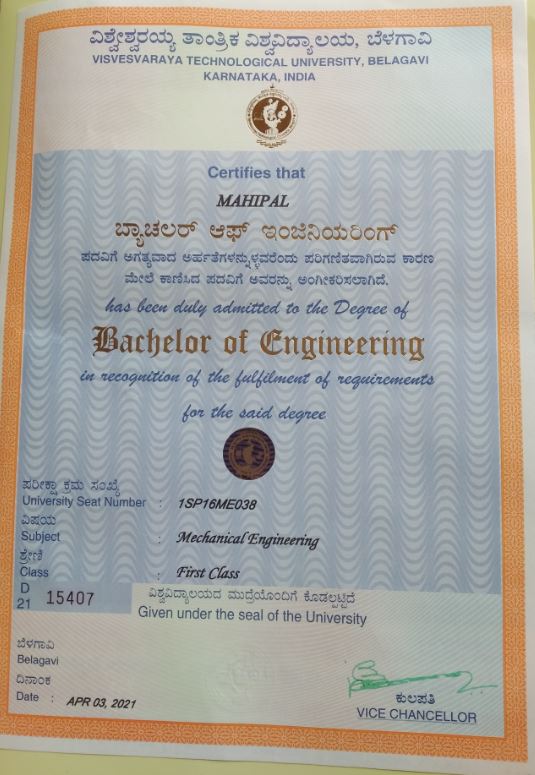 ವಿಶ್ವೇಶ್ವರಯ್ಯ ತಾಂತ್ರಿಕ ವಿಶ್ವವಿದ್ಯಾಲಯ, ಬೆಳಗಾವಿ
VISVESVARAYA TECHNOLOGICAL UNIVERSITY, BELAGAVI
KARNATAKA, INDIA
Certifies that
MAHIPAL
ಬ್ಯಾಚಲರ್ ಆಫ್ ಇಂಜಿನಿಯರಿಂಗ್
ಪದವಿಗೆ ಅಗತ್ಯವಾದ ಅರ್ಹತೆಗಳನ್ನುಳ್ಳವರೆಂದು ಪರಿಗಣಿತವಾಗಿರುವ ಕಾರಣ
ಮೇಲೆ ಕಾಣಿಸಿದ ಪದವಿಗೆ ಅವರನ್ನು ಅಂಗೀಕರಿಸಲಾಗಿದೆ.
has been duly admitted to the Degree of
Bachelor of Engineering
in recognition of the fulfilment of requirements
for the said degree
ಪರೀಕ್ಷಾ ಕ್ರಮ ಸಂಖ್ಯೆ
University Seat Number : 1SP16ME038
ವಿಷಯ
Subject : Mechanical Engineering
ಶ್ರೇಣಿ
Class : First Class
D
21 15407
ವಿಶ್ವವಿದ್ಯಾಲಯದ ಮುದ್ರೆಯೊಂದಿಗೆ ಕೊಡಲ್ಪಟ್ಟಿದೆ
Given under the seal of the University
ಬೆಳಗಾವಿ
Belagavi
ದಿನಾಂಕ
Date : APR 03, 2021
ಕುಲಪತಿ
VICE CHANCELLOR